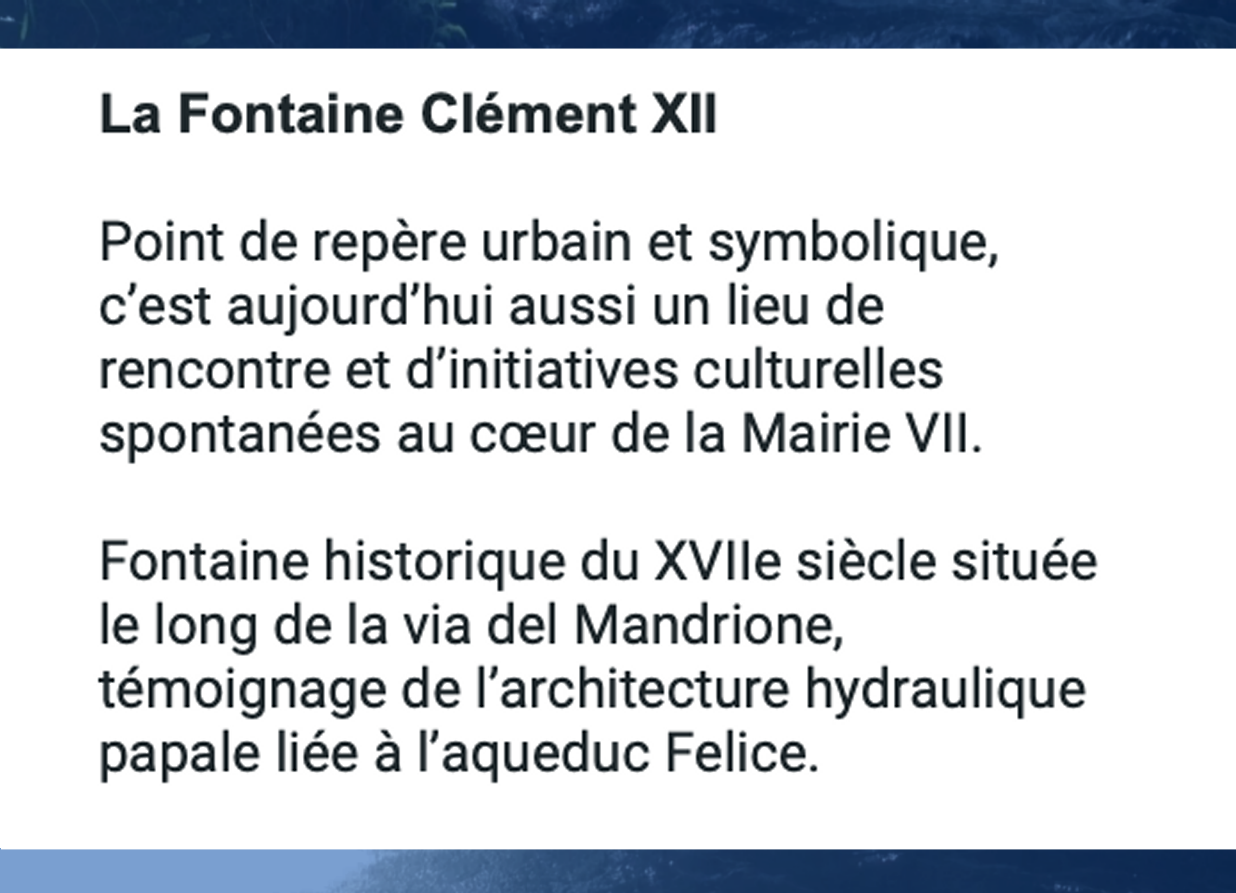 La Fontaine Clément XII
Point de repère urbain et symbolique,
c’est aujourd’hui aussi un lieu de
rencontre et d’initiatives culturelles
spontanées au cœur de la Mairie VII.
Fontaine historique du XVIIe siècle située
le long de la via del Mandrione,
témoignage de l’architecture hydraulique
papale liée à l’aqueduc Felice.